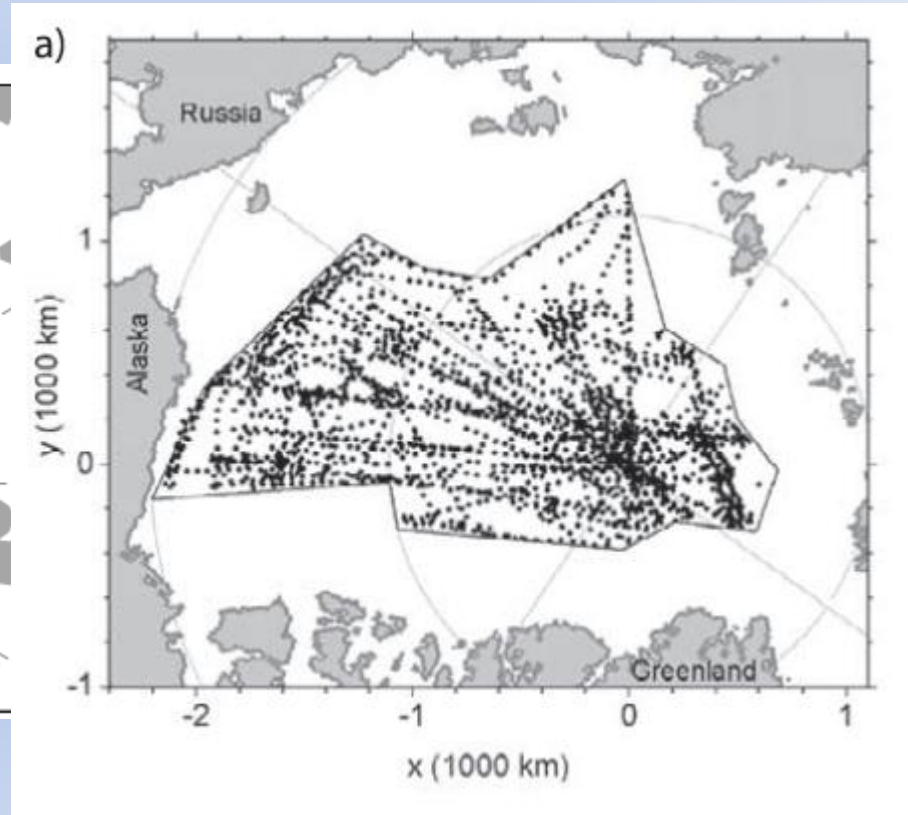 a)
Russia
Alaska
Greenland
1
0
-1
y (1000 km)
-2
-1
0
1
x (1000 km)